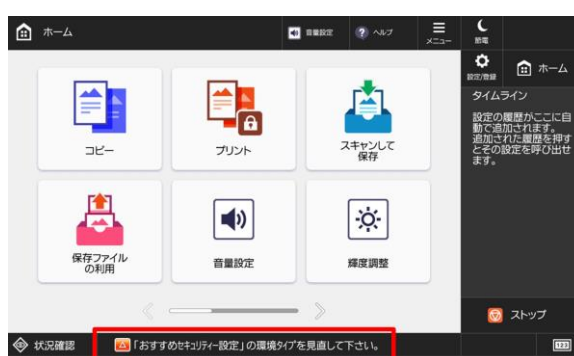 ホーム
音量設定
ヘルプ
メニュー
節電
設定/登録
ホーム
タイムライン
設定の履歴がここに自
動で追加されます。
追加された履歴を押す
とその設定を呼び出せ
ます。
コピー
プリント
スキャンして
保存
保存ファイル
の利用
音量設定
輝度調整
ストップ
状況確認
「おすすめセキュリティー設定」の環境タイプを見直して下さい。
123